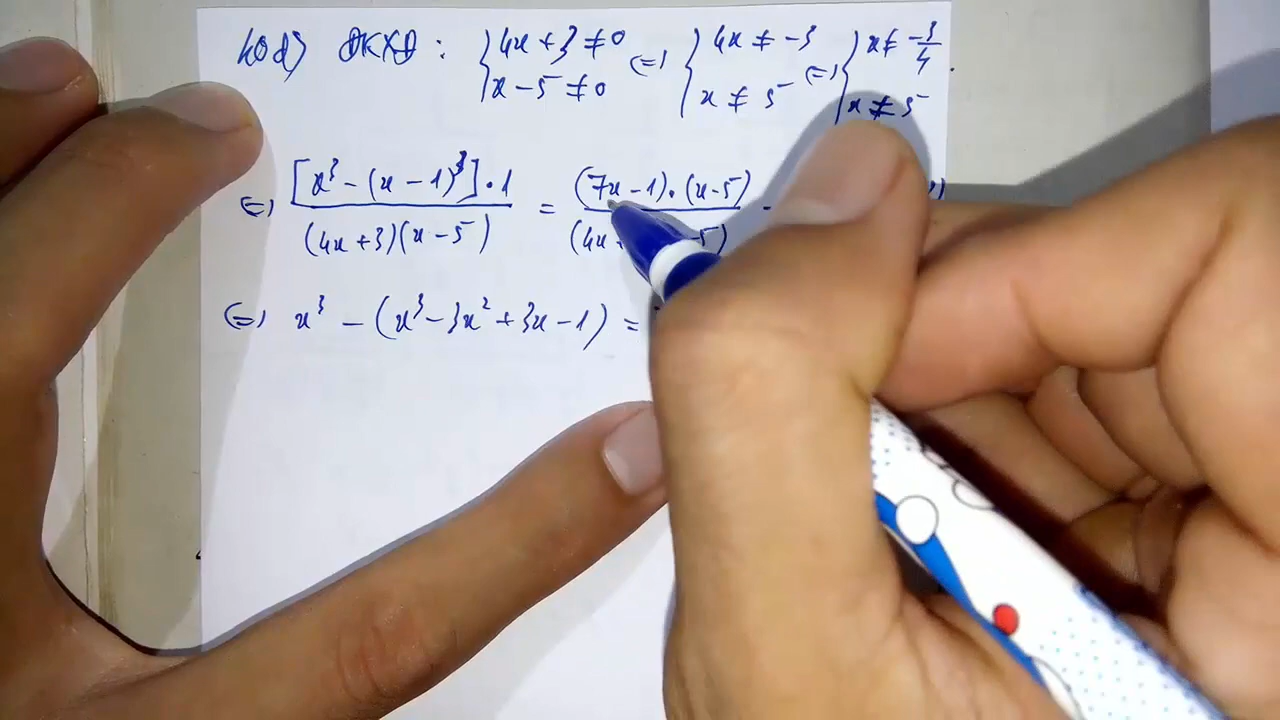 40d) ĐKXĐ : { 4x + 3 ≠ 0 (=) { 4x ≠ -3 (=) { x ≠ -3/4 .
{ x - 5 ≠ 0 { x ≠ 5 { x ≠ 5
(=) [x³ - (x - 1)³] . 1 / (4x + 3)(x - 5) = (7x - 1) . (x - 5) / (4x -
(=) x³ - (x³ - 3x² + 3x - 1) =